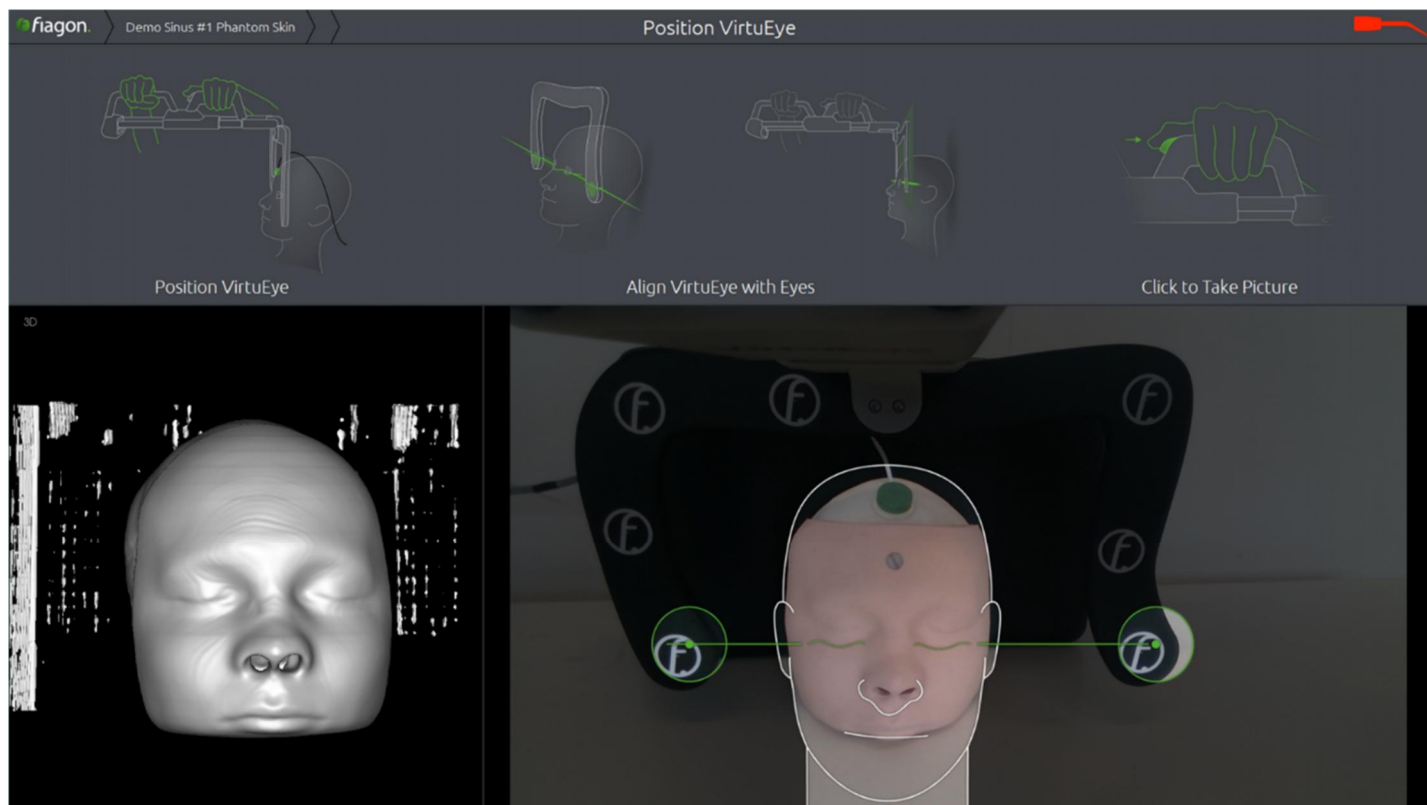 fiagon.
Demo Sinus #1 Phantom Skin
Position VirtuEye
Position VirtuEye
Align VirtuEye with Eyes
Click to Take Picture
3D
f.
f.
f.
f.
f.
f.
f.